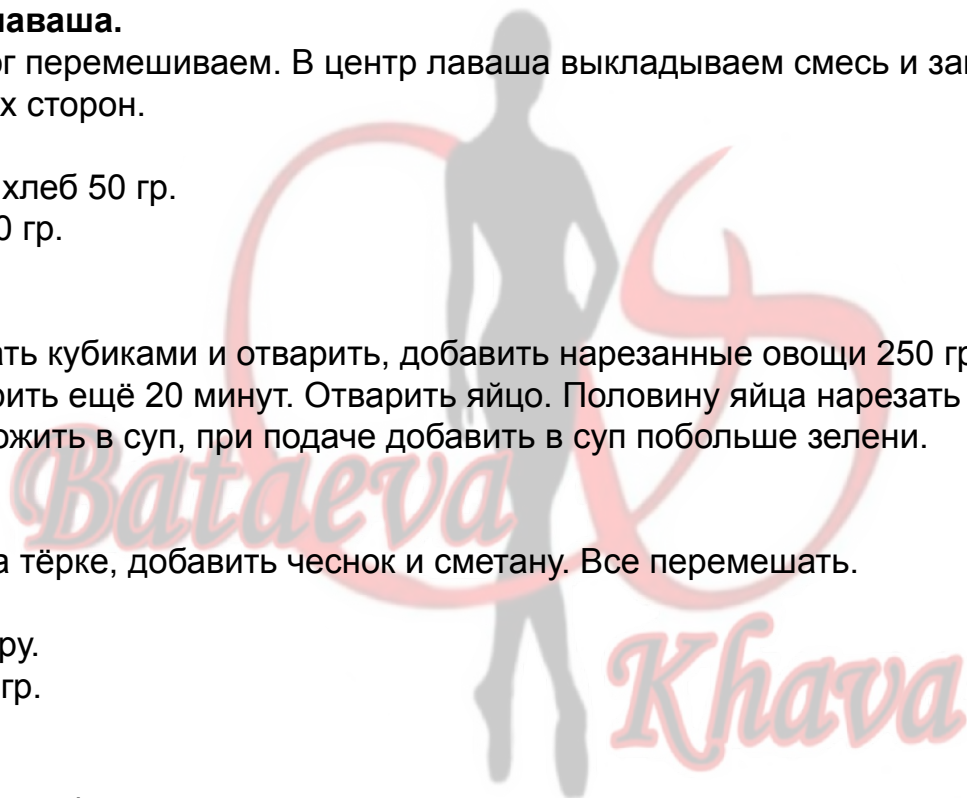 лаваша.
ог перемешиваем. В центр лаваша выкладываем смесь и за
х сторон.
хлеб 50 гр.
0 гр.
ать кубиками и отварить, добавить нарезанные овощи 250 гр
рить ещё 20 минут. Отварить яйцо. Половину яйца нарезать
ожить в суп, при подаче добавить в суп побольше зелени.
Bataeva
а тёрке, добавить чеснок и сметану. Все перемешать.
ру.
гр.
Khava